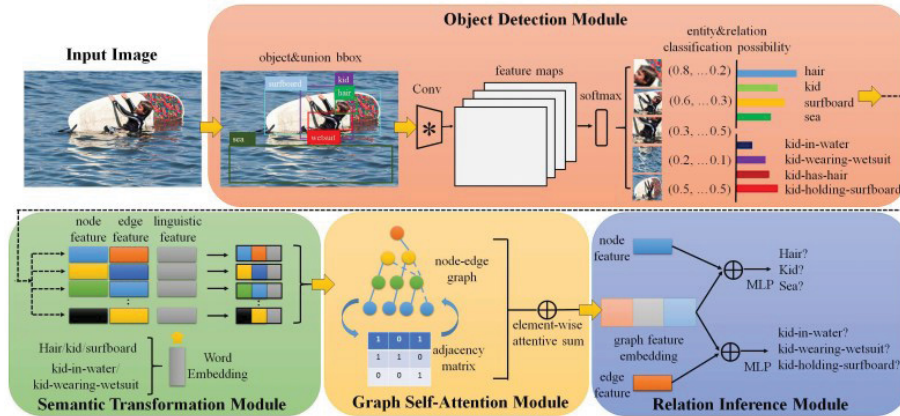 Object Detection Module
Input Image
object&union bbox
surfboard
kid
hair
sea
wetsuit
Conv
*
feature maps
softmax
entity&relation
classification possibility
(0.8, ...0.2)
(0.6, ...0.3)
(0.3, ...0.5)
(0.2, ...0.1)
(0.5, ...0.5)
hair
kid
surfboard
sea
kid-in-water
kid-wearing-wetsuit
kid-has-hair
kid-holding-surfboard
node
feature
edge
feature
linguistic
feature
Hair/kid/surfboard
kid-in-water/
kid-wearing-wetsuit
Word
Embedding
Semantic Transformation Module
node-edge
graph
1 0 1
1 1 0
0 0 1
adjacency
matrix
element-wise
attentive sum
Graph Self-Attention Module
node
feature
graph feature
embedding
edge
feature
MLP
Hair?
Kid?
Sea?
MLP
kid-in-water?
kid-wearing-wetsuit?
kid-holding-surfboard?
Relation Inference Module